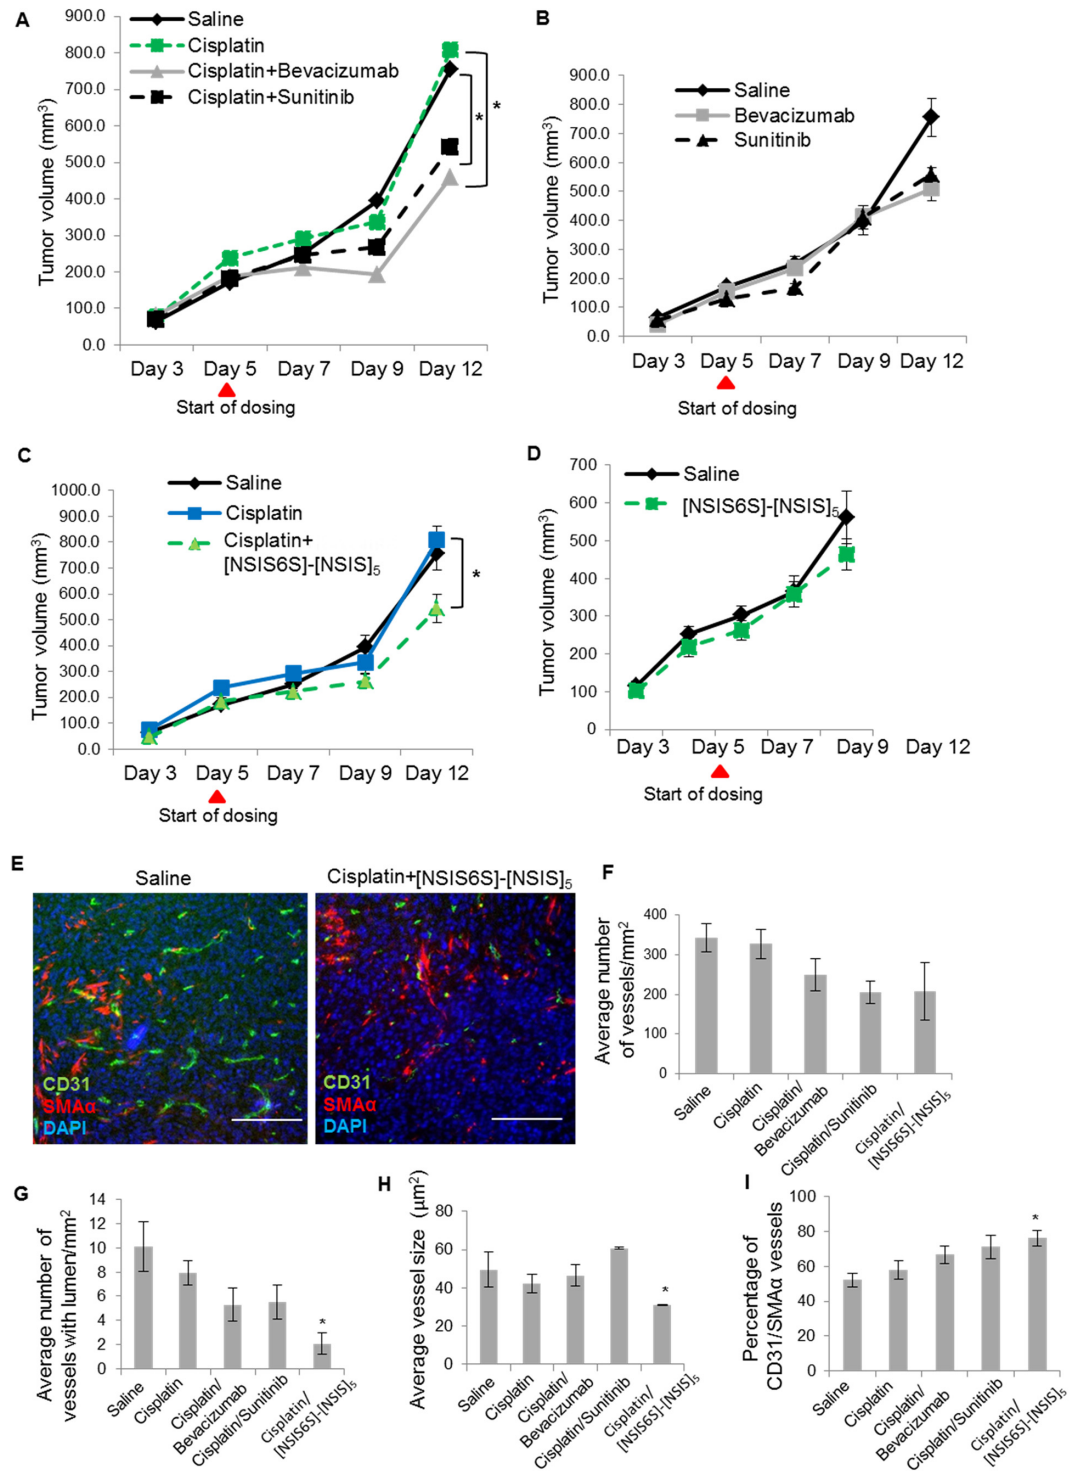 A
Saline
Cisplatin
Cisplatin+Bevacizumab
Cisplatin+Sunitinib
Tumor volume (mm³)
900.0
800.0
700.0
600.0
500.0
400.0
300.0
200.0
100.0
0.0
*
*
Day 3 Day 5 Day 7 Day 9 Day 12
Start of dosing
B
Saline
Bevacizumab
Sunitinib
Tumor volume (mm³)
900.0
800.0
700.0
600.0
500.0
400.0
300.0
200.0
100.0
0.0
Day 3 Day 5 Day 7 Day 9 Day 12
Start of dosing
C
Saline
Cisplatin
Cisplatin+
[NSIS6S]-[NSIS]₅
Tumor volume (mm³)
1000.0
900.0
800.0
700.0
600.0
500.0
400.0
300.0
200.0
100.0
0.0
*
Day 3 Day 5 Day 7 Day 9 Day 12
Start of dosing
D
Saline
[NSIS6S]-[NSIS]₅
Tumor volume (mm³)
700
600
500
400
300
200
100
0
Day 3 Day 5 Day 7 Day 9 Day 12
Start of dosing
E
Saline
Cisplatin+[NSIS6S]-[NSIS]₅
CD31
SMAα
DAPI
CD31
SMAα
DAPI
F
Average number
of vessels/mm²
400
300
200
100
0
Saline
Cisplatin
Cisplatin/
Bevacizumab
Cisplatin/Sunitinib
Cisplatin/
[NSIS6S]-[NSIS]₅
G
Average number of
vessels with lumen/mm²
14
12
10
8
6
4
2
0
*
Saline
Cisplatin
Cisplatin/
Bevacizumab
Cisplatin/Sunitinib
Cisplatin/
[NSIS6S]-[NSIS]₅
H
Average vessel size (µm²)
80
60
40
20
0
*
Saline
Cisplatin
Cisplatin/
Bevacizumab
Cisplatin/Sunitinib
Cisplatin/
[NSIS6S]-[NSIS]₅
I
Percentage of
CD31/SMAα vessels
100
80
60
40
20
0
*
Saline
Cisplatin
Cisplatin/
Bevacizumab
Cisplatin/Sunitinib
Cisplatin/
[NSIS6S]-[NSIS]₅